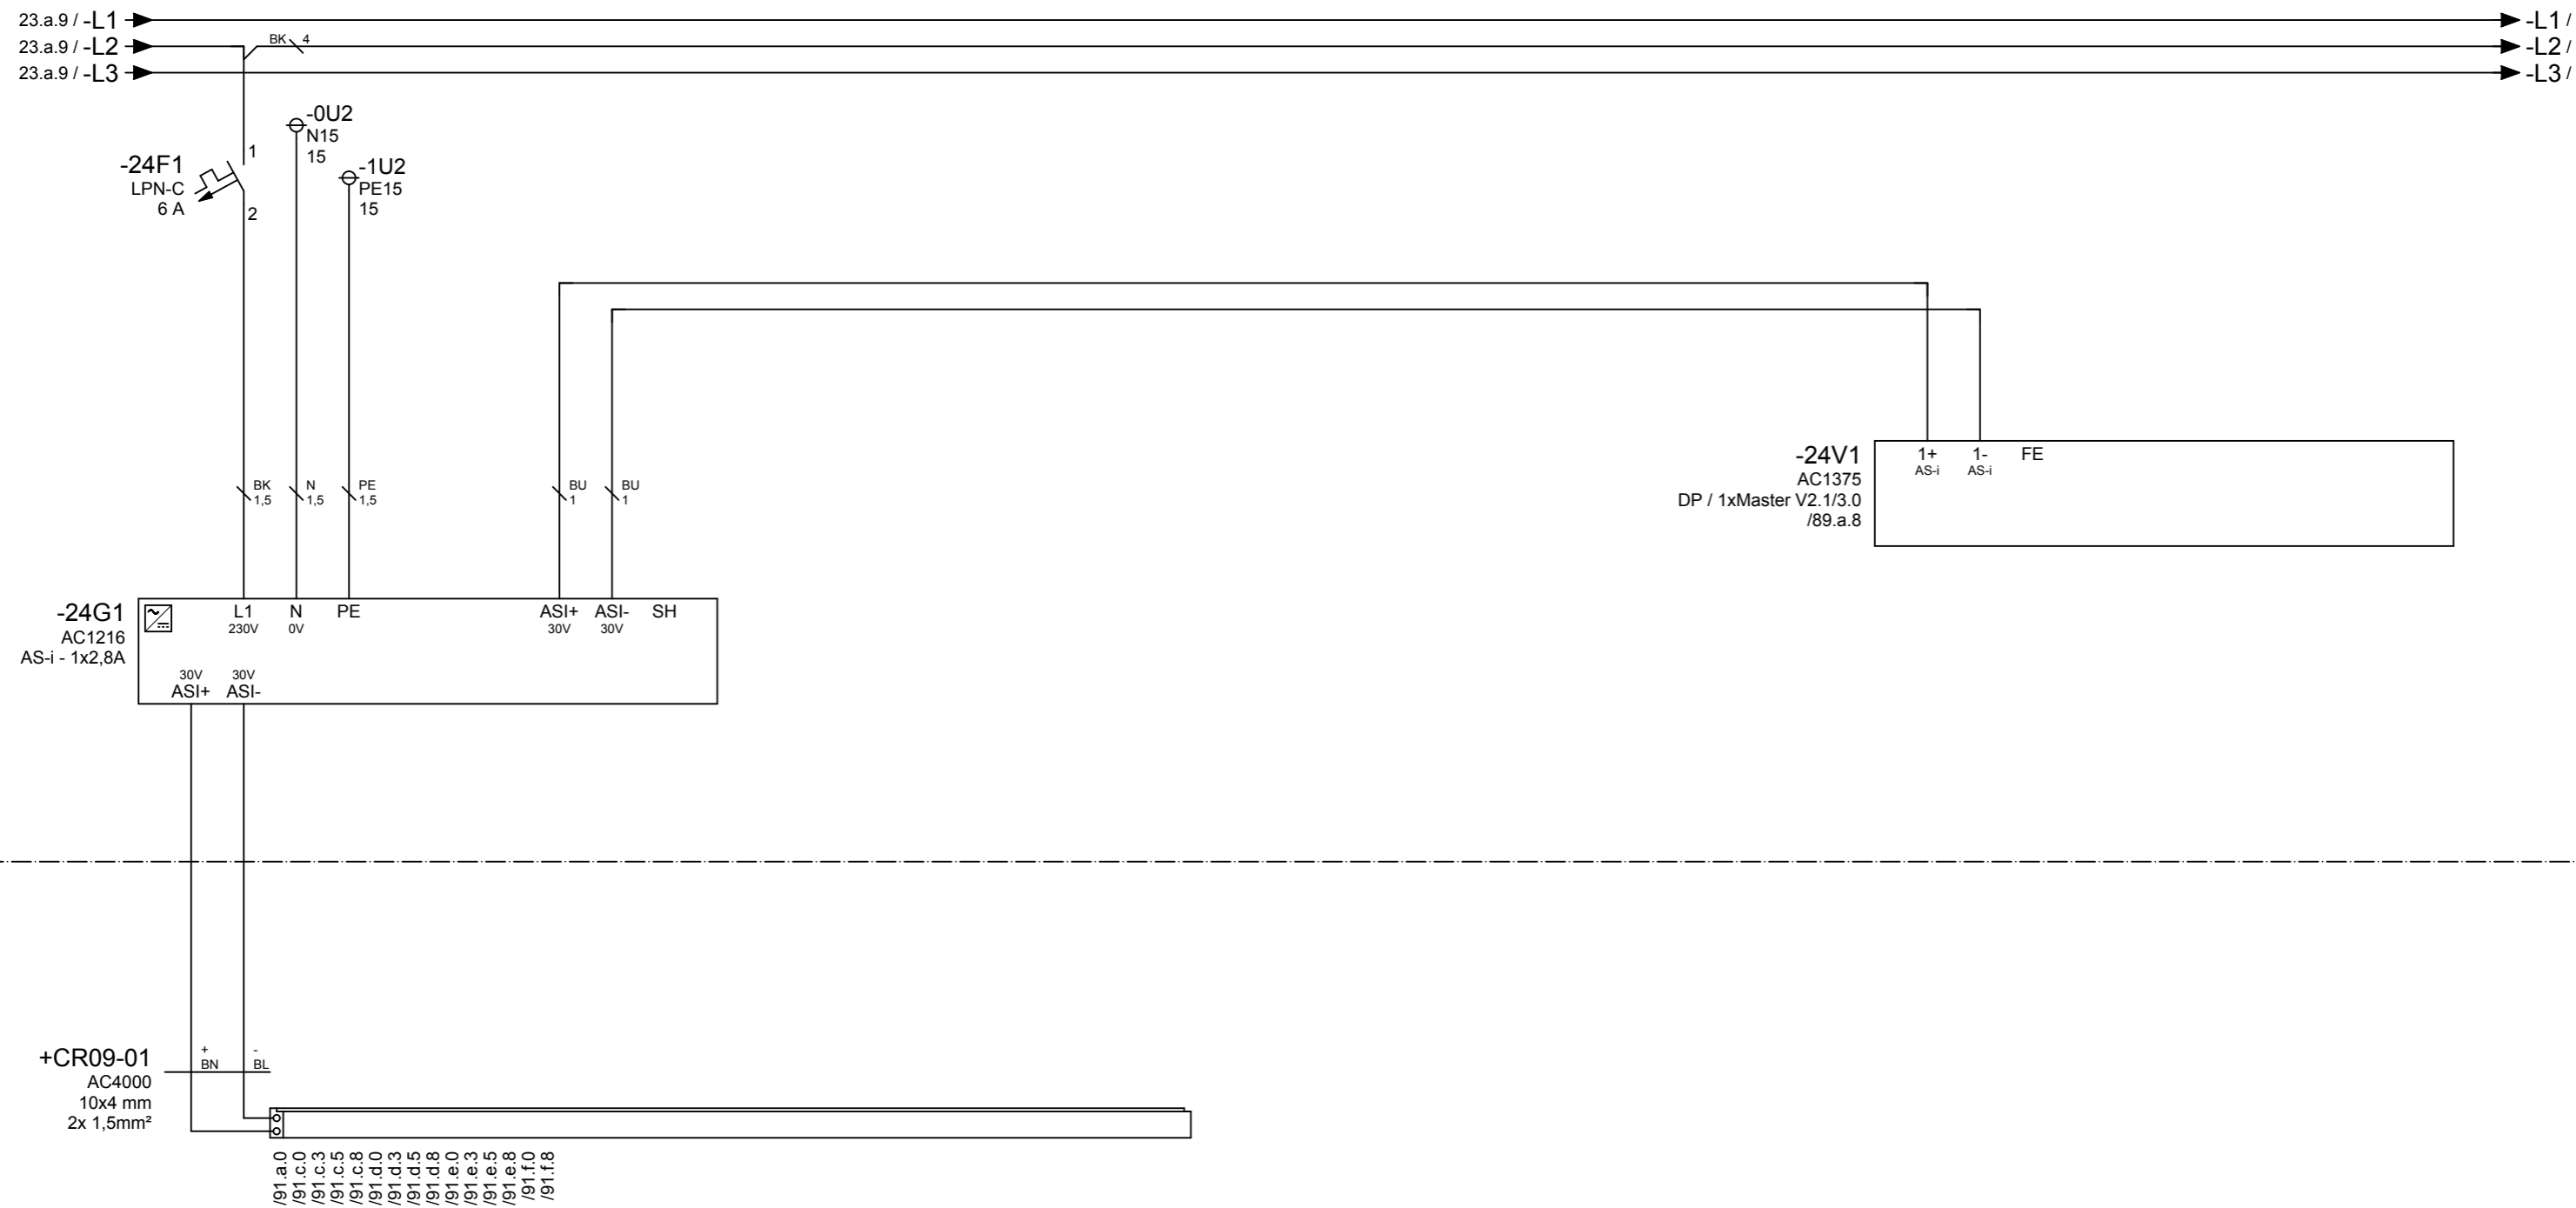 23.a.9 / -L1
-L1 /
23.a.9 / -L2
BK 4
-L2 /
23.a.9 / -L3
-L3 /
-0U2
N15
15
-24F1
LPN-C
6 A
1
2
-1U2
PE15
15
BK
1,5
N
1,5
PE
1,5
BU
1
BU
1
-24V1
AC1375
DP / 1xMaster V2.1/3.0
/89.a.8
1+
AS-i
1-
AS-i
FE
-24G1
AC1216
AS-i - 1x2,8A
L1
230V
N
0V
PE
ASI+
30V
ASI-
30V
SH
30V
ASI+
30V
ASI-
+CR09-01
AC4000
10x4 mm
2x 1,5mm²
+
BN
-
BL
/91.a.0
/91.c.0
/91.c.3
/91.c.5
/91.c.8
/91.d.0
/91.d.3
/91.d.5
/91.d.8
/91.e.0
/91.e.3
/91.e.5
/91.e.8
/91.f.0
/91.f.8